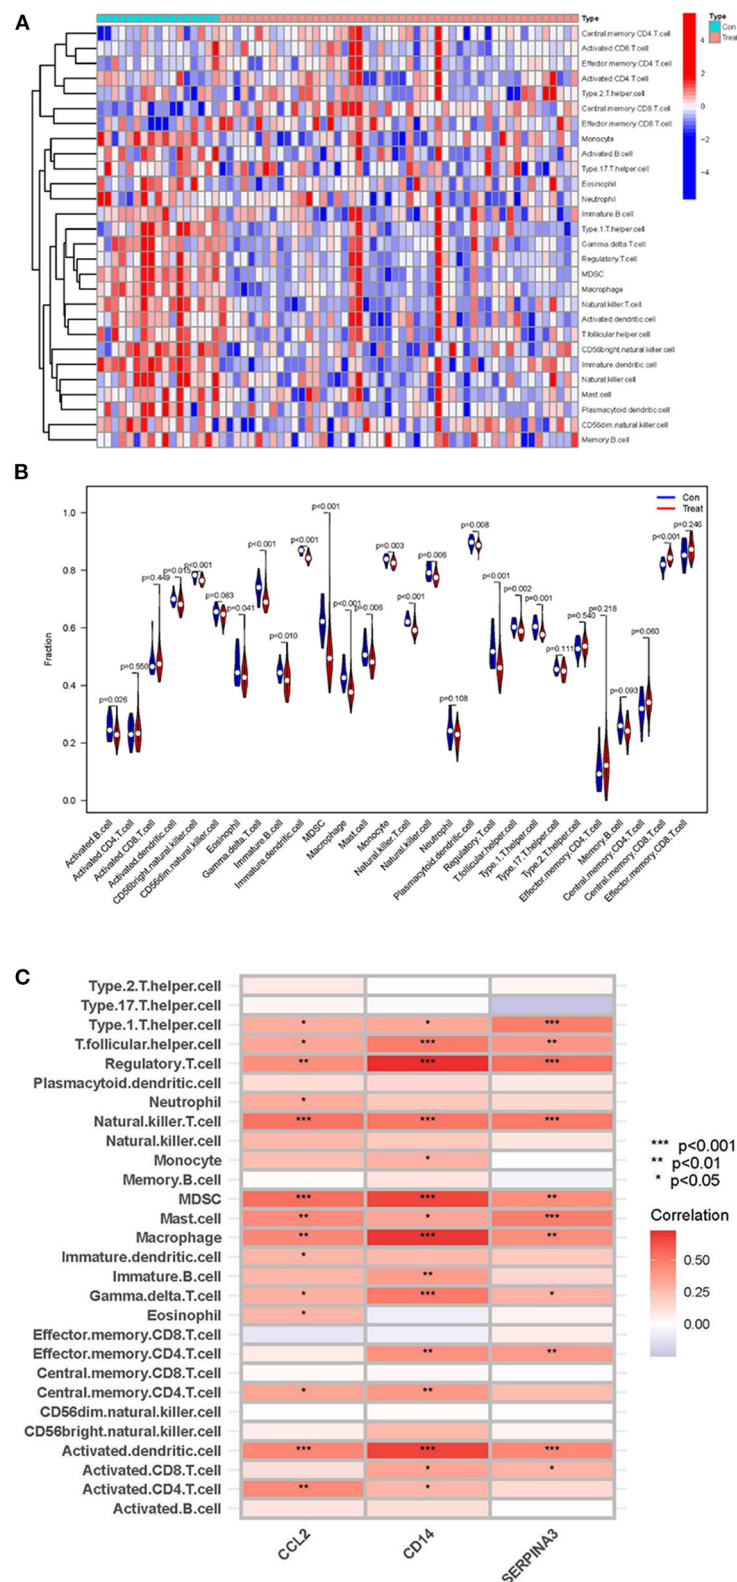 A
Type
Central.memory.CD4.T.cell
Activated.CD8.T.cell
Effector.memory.CD4.T.cell
Activated.CD4.T.cell
Type.2.T.helper.cell
Central.memory.CD8.T.cell
Effector.memory.CD8.T.cell
Monocyte
Activated.B.cell
Type.17.T.helper.cell
Eosinophil
Neutrophil
Immature.B.cell
Type.1.T.helper.cell
Gamma.delta.T.cell
Regulatory.T.cell
MDSC
Macrophage
Natural.killer.T.cell
Activated.dendritic.cell
T.follicular.helper.cell
CD56bright.natural.killer.cell
Immature.dendritic.cell
Natural.killer.cell
Mast.cell
Plasmacytoid.dendritic.cell
CD56dim.natural.killer.cell
Memory.B.cell
4
2
0
−2
−4
Type
Con
Treat
B
Fraction
1.0
0.8
0.6
0.4
0.2
0.0
Con
Treat
p=0.026
p=0.550
p=0.449
p=0.015
p<0.001
p=0.083
p=0.041
p<0.001
p=0.010
p<0.001
p<0.001
p<0.001
p=0.006
p=0.003
p<0.001
p=0.006
p=0.108
p=0.008
p<0.001
p=0.002
p=0.001
p=0.111
p=0.540
p=0.218
p=0.093
p=0.060
p<0.001
p=0.246
Activated.B.cell
Activated.CD4.T.cell
Activated.CD8.T.cell
Activated.dendritic.cell
CD56bright.natural.killer.cell
CD56dim.natural.killer.cell
Eosinophil
Gamma.delta.T.cell
Immature.B.cell
Immature.dendritic.cell
MDSC
Macrophage
Mast.cell
Monocyte
Natural.killer.T.cell
Natural.killer.cell
Neutrophil
Plasmacytoid.dendritic.cell
Regulatory.T.cell
T.follicular.helper.cell
Type.1.T.helper.cell
Type.17.T.helper.cell
Type.2.T.helper.cell
Effector.memory.CD4.T.cell
Memory.B.cell
Central.memory.CD4.T.cell
Central.memory.CD8.T.cell
Effector.memory.CD8.T.cell
C
Type.2.T.helper.cell
Type.17.T.helper.cell
Type.1.T.helper.cell * * ***
T.follicular.helper.cell * *** **
Regulatory.T.cell ** *** ***
Plasmacytoid.dendritic.cell
Neutrophil *
Natural.killer.T.cell *** *** ***
Natural.killer.cell
Monocyte *
Memory.B.cell
MDSC *** *** **
Mast.cell ** * ***
Macrophage ** *** **
Immature.dendritic.cell *
Immature.B.cell **
Gamma.delta.T.cell * *** *
Eosinophil *
Effector.memory.CD8.T.cell
Effector.memory.CD4.T.cell ** **
Central.memory.CD8.T.cell
Central.memory.CD4.T.cell * **
CD56dim.natural.killer.cell
CD56bright.natural.killer.cell
Activated.dendritic.cell *** *** ***
Activated.CD8.T.cell * *
Activated.CD4.T.cell ** *
Activated.B.cell
CCL2
CD14
SERPINA3
*** p<0.001
** p<0.01
* p<0.05
Correlation
0.50
0.25
0.00